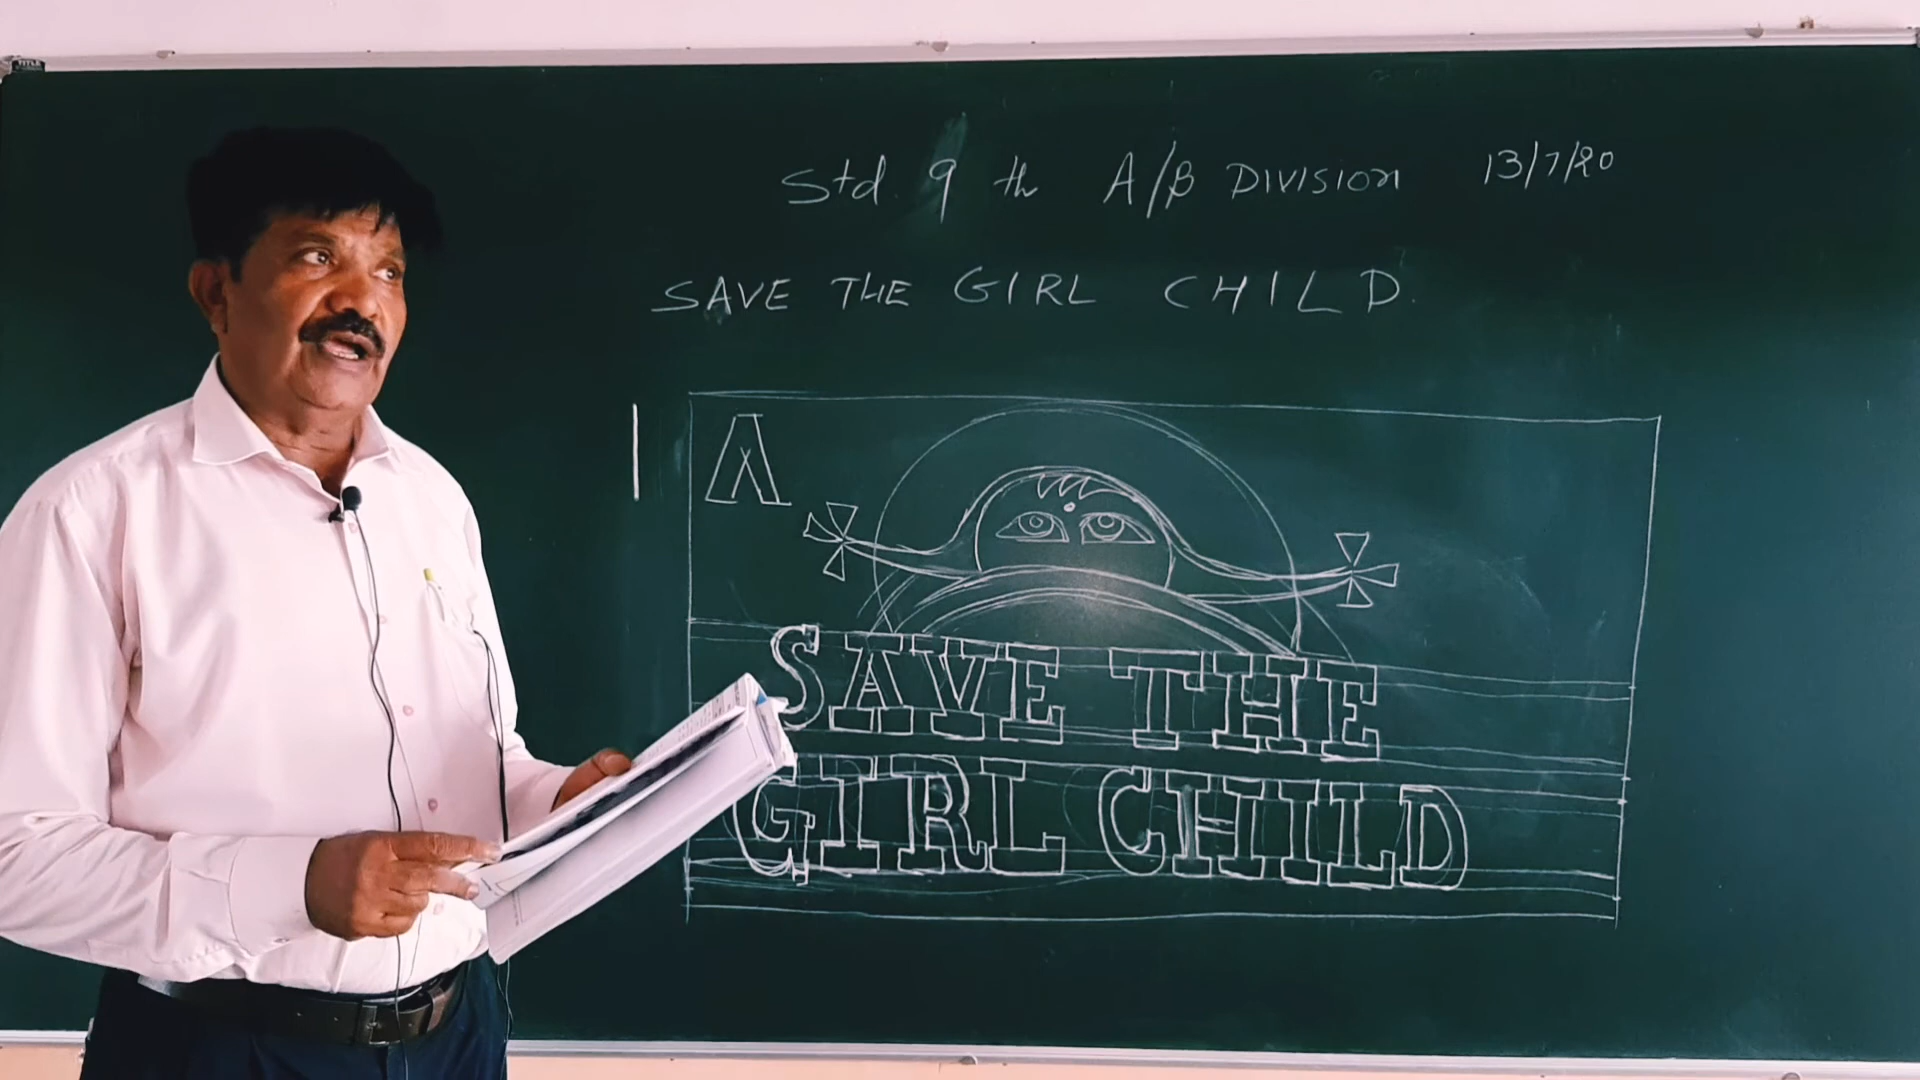 Std. 9 th A/B DIVISION 13/7/20
SAVE THE GIRL CHILD.
A
SAVE THE
GIRL CHILD